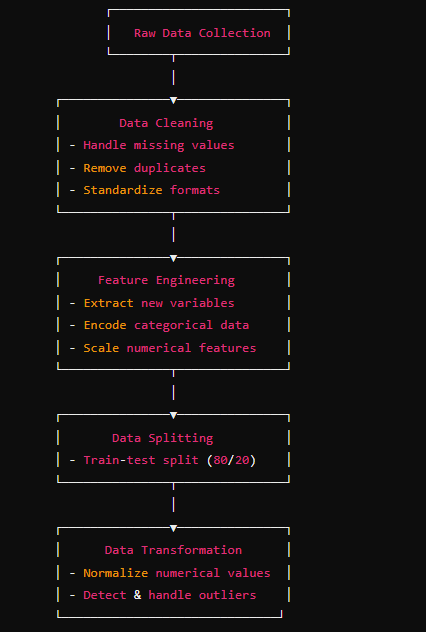 Raw Data Collection
Data Cleaning
- Handle missing values
- Remove duplicates
- Standardize formats
Feature Engineering
- Extract new variables
- Encode categorical data
- Scale numerical features
Data Splitting
- Train-test split (80/20)
Data Transformation
- Normalize numerical values
- Detect & handle outliers